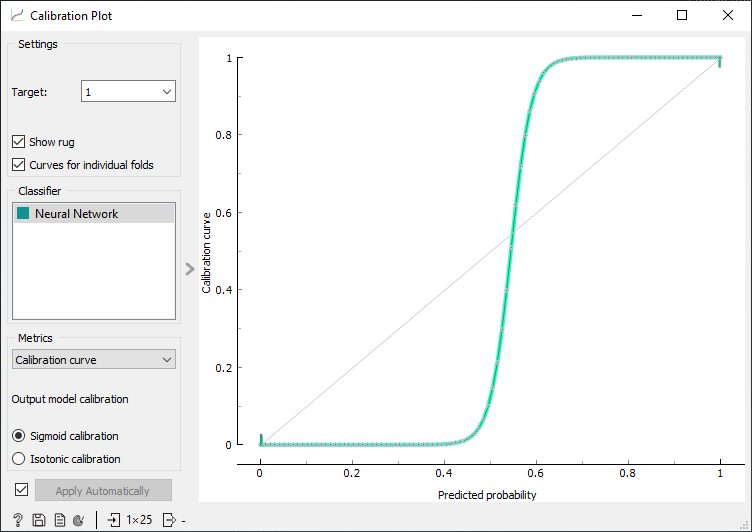 Calibration Plot
Settings
Target:
1
Show rug
Curves for individual folds
Classifier
Neural Network
Metrics
Calibration curve
Output model calibration
Sigmoid calibration
Isotonic calibration
Apply Automatically
? 1×25 -
Calibration curve
1
0.8
0.6
0.4
0.2
0
0 0.2 0.4 0.6 0.8 1
Predicted probability